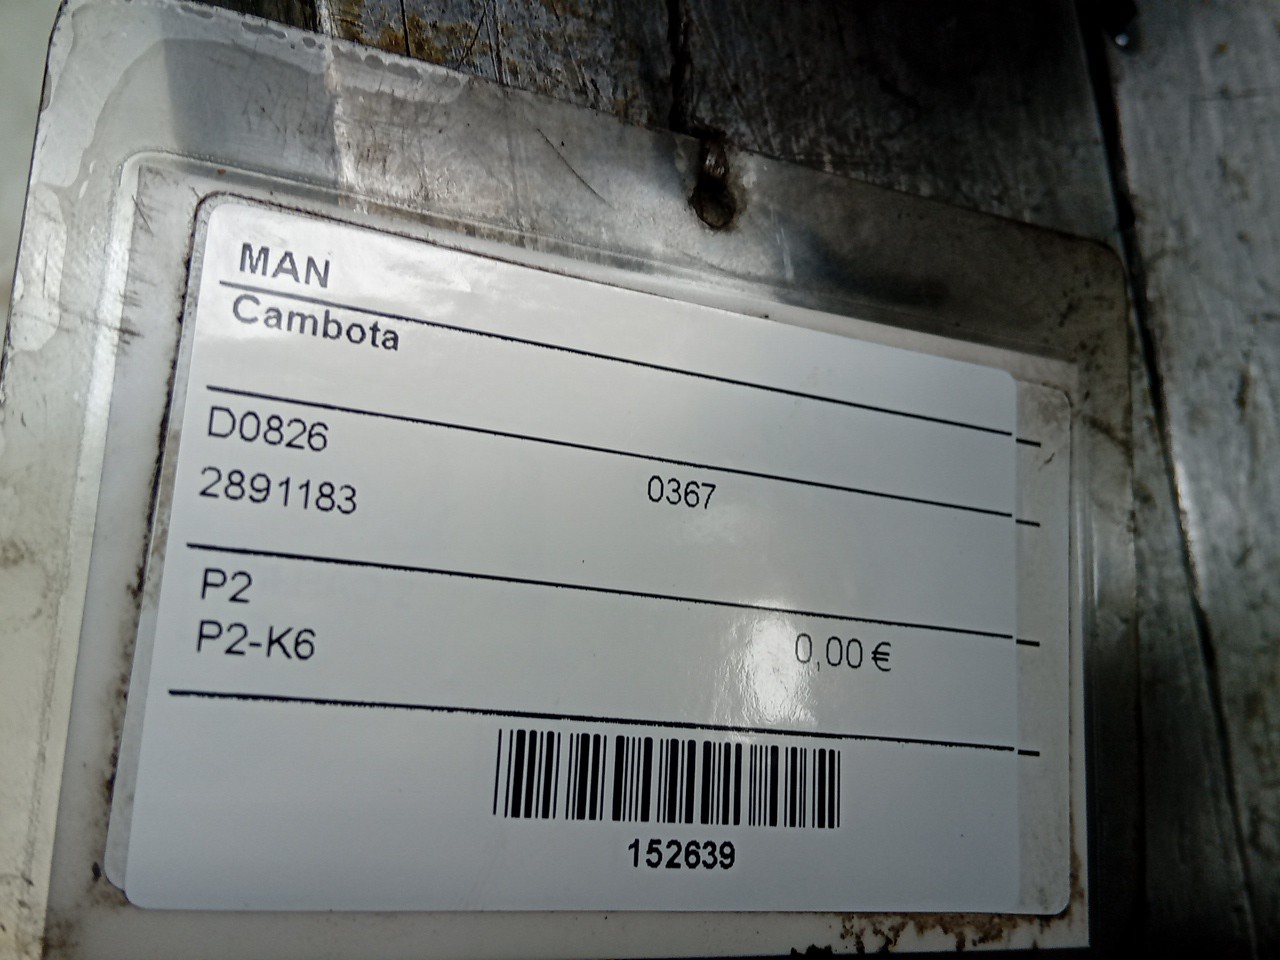 MAN
Cambota
D0826
2891183 0367
P2
P2-K6 0,00 €
152639